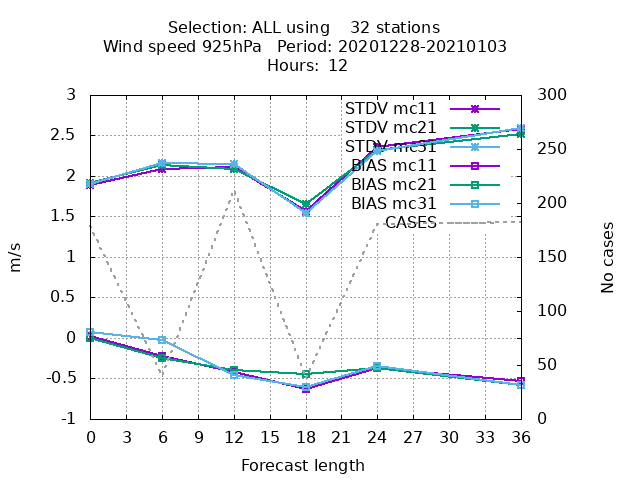 Selection: ALL using    32 stations
Wind speed 925hPa   Period: 20201228-20210103
Hours:  12
3
2.5
2
1.5
1
0.5
0
-0.5
-1
m/s
STDV mc11
STDV mc21
STDV mc31
BIAS mc11
BIAS mc21
BIAS mc31
CASES
300
250
200
150
100
50
0
No cases
0 3 6 9 12 15 18 21 24 27 30 33 36
Forecast length